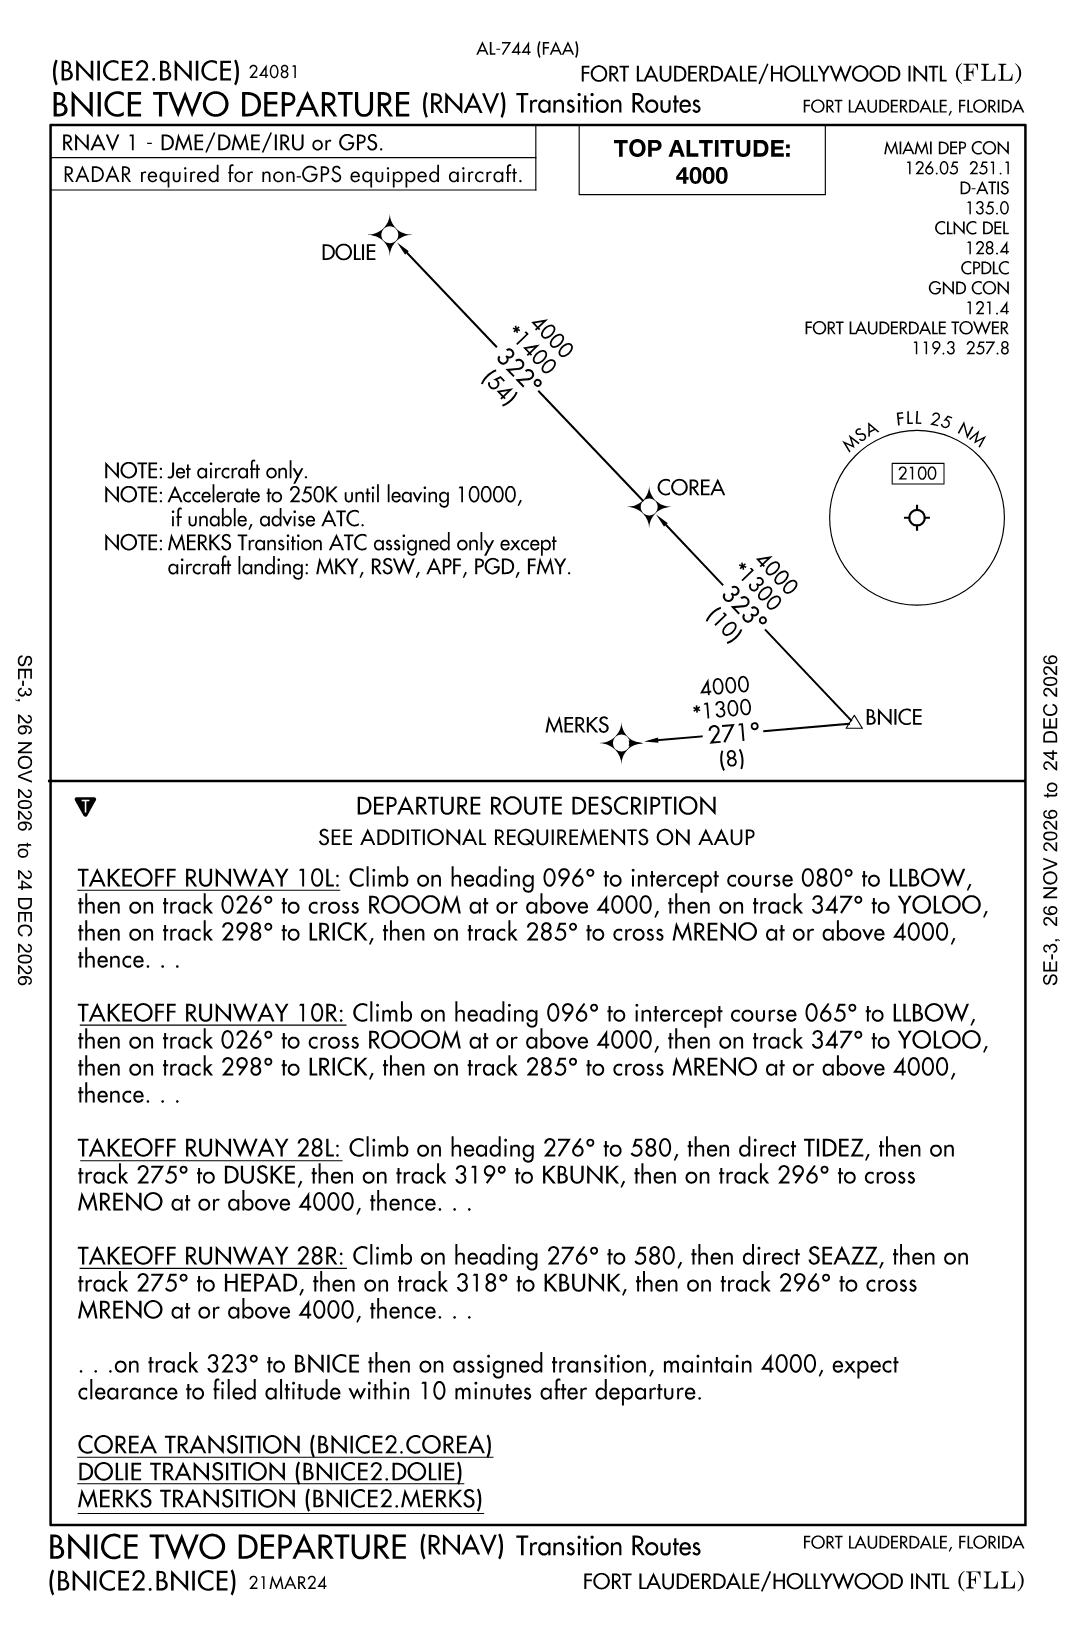 AL-744 (FAA)
(BNICE2.BNICE) 24081
FORT LAUDERDALE/HOLLYWOOD INTL (FLL)
BNICE TWO DEPARTURE (RNAV) Transition Routes
FORT LAUDERDALE, FLORIDA
RNAV 1 - DME/DME/IRU or GPS.
RADAR required for non-GPS equipped aircraft.
TOP ALTITUDE:
4000
MIAMI DEP CON
126.05 251.1
D-ATIS
135.0
CLNC DEL
128.4
CPDLC
GND CON
121.4
FORT LAUDERDALE TOWER
119.3 257.8
DOLIE
4000
*1400
322°
(54)
MSA FLL 25 NM
2100
NOTE: Jet aircraft only.
NOTE: Accelerate to 250K until leaving 10000,
if unable, advise ATC.
NOTE: MERKS Transition ATC assigned only except
aircraft landing: MKY, RSW, APF, PGD, FMY.
COREA
4000
*1300
323°
(10)
4000
*1300
271°
(8)
MERKS
BNICE
SE-3, 26 NOV 2026 to 24 DEC 2026
SE-3, 26 NOV 2026 to 24 DEC 2026
T
DEPARTURE ROUTE DESCRIPTION
SEE ADDITIONAL REQUIREMENTS ON AAUP
TAKEOFF RUNWAY 10L: Climb on heading 096° to intercept course 080° to LLBOW,
then on track 026° to cross ROOOM at or above 4000, then on track 347° to YOLOO,
then on track 298° to LRICK, then on track 285° to cross MRENO at or above 4000,
thence. . .
TAKEOFF RUNWAY 10R: Climb on heading 096° to intercept course 065° to LLBOW,
then on track 026° to cross ROOOM at or above 4000, then on track 347° to YOLOO,
then on track 298° to LRICK, then on track 285° to cross MRENO at or above 4000,
thence. . .
TAKEOFF RUNWAY 28L: Climb on heading 276° to 580, then direct TIDEZ, then on
track 275° to DUSKE, then on track 319° to KBUNK, then on track 296° to cross
MRENO at or above 4000, thence. . .
TAKEOFF RUNWAY 28R: Climb on heading 276° to 580, then direct SEAZZ, then on
track 275° to HEPAD, then on track 318° to KBUNK, then on track 296° to cross
MRENO at or above 4000, thence. . .
. . .on track 323° to BNICE then on assigned transition, maintain 4000, expect
clearance to filed altitude within 10 minutes after departure.
COREA TRANSITION (BNICE2.COREA)
DOLIE TRANSITION (BNICE2.DOLIE)
MERKS TRANSITION (BNICE2.MERKS)
BNICE TWO DEPARTURE (RNAV) Transition Routes
FORT LAUDERDALE, FLORIDA
(BNICE2.BNICE) 21MAR24
FORT LAUDERDALE/HOLLYWOOD INTL (FLL)